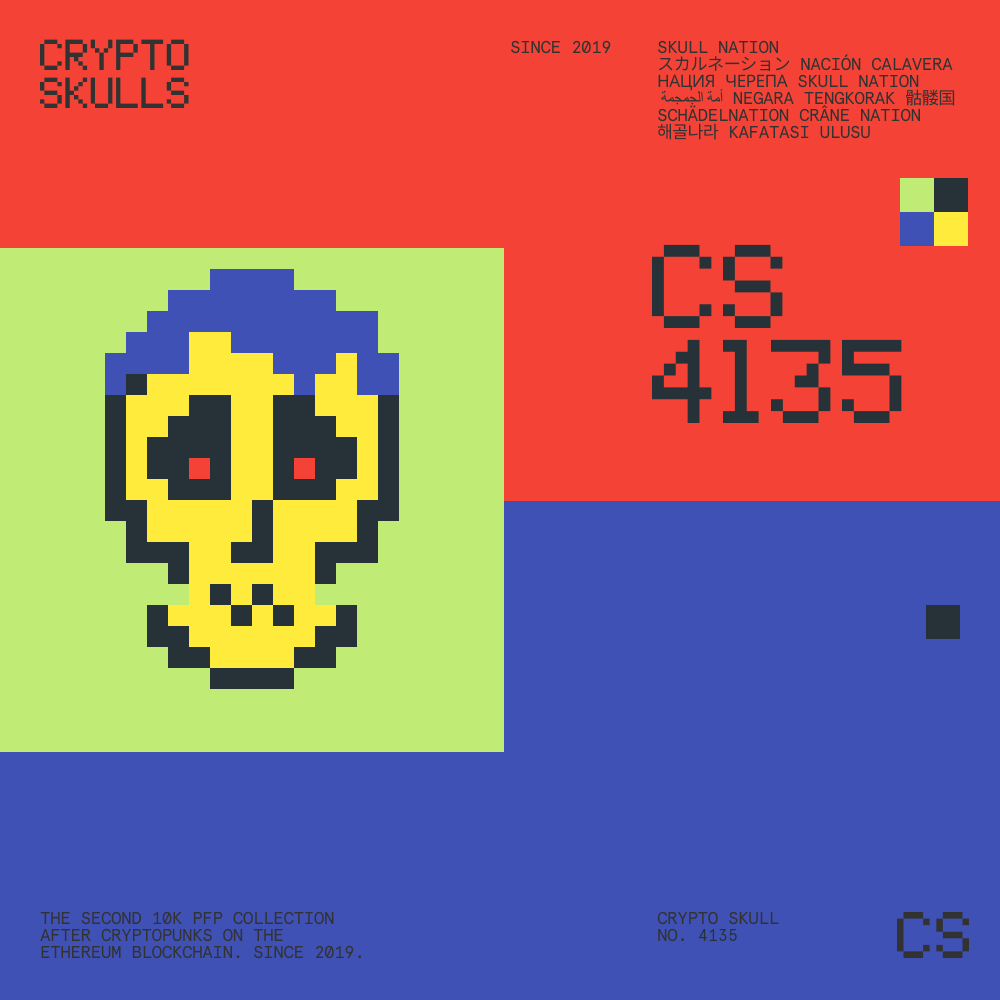 CRYPTO
SKULLS
SINCE 2019
SKULL NATION
スカルネーション NACIÓN CALAVERA
НАЦИЯ ЧЕРЕПА SKULL NATION
أمة الجمجمة NEGARA TENGKORAK 骷髅国
SCHÄDELNATION CRÂNE NATION
해골나라 KAFATASI ULUSU
CS
4135
THE SECOND 10K PFP COLLECTION
AFTER CRYPTOPUNKS ON THE
ETHEREUM BLOCKCHAIN. SINCE 2019.
CRYPTO SKULL
NO. 4135
CS